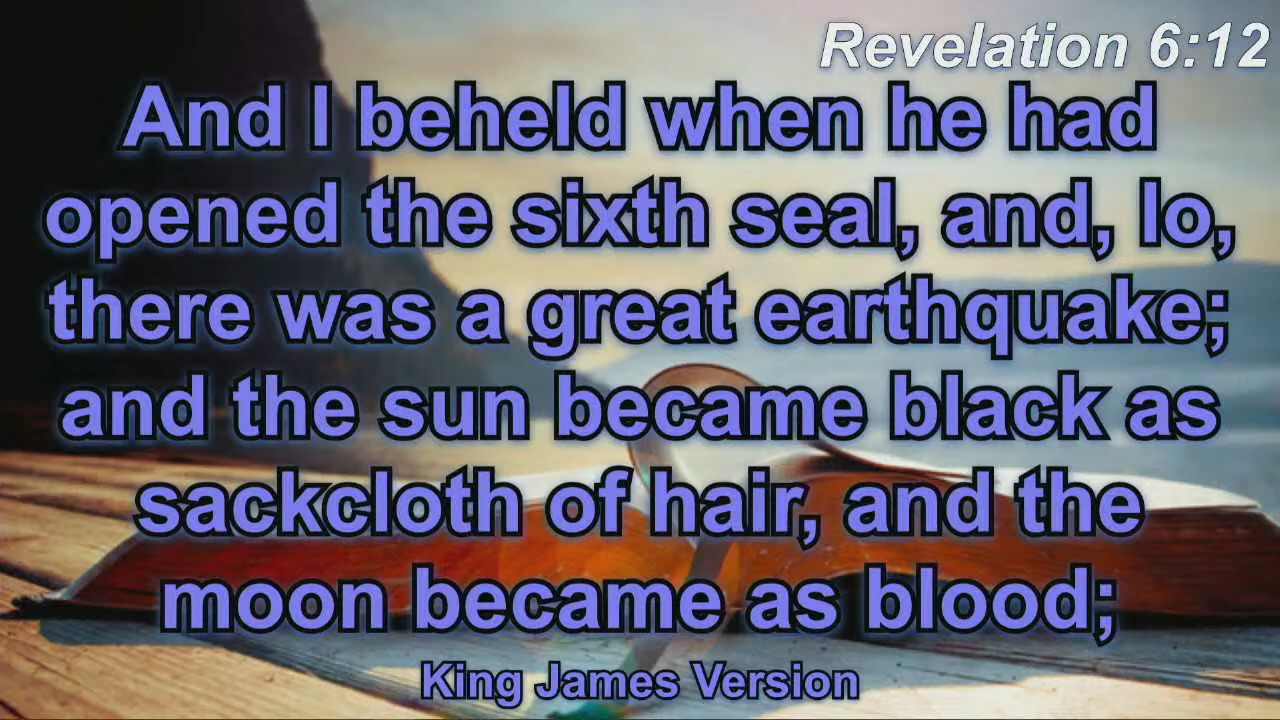 Revelation 6:12
And I beheld when he had
opened the sixth seal, and, lo,
there was a great earthquake;
and the sun became black as
sackcloth of hair, and the
moon became as blood;
King James Version